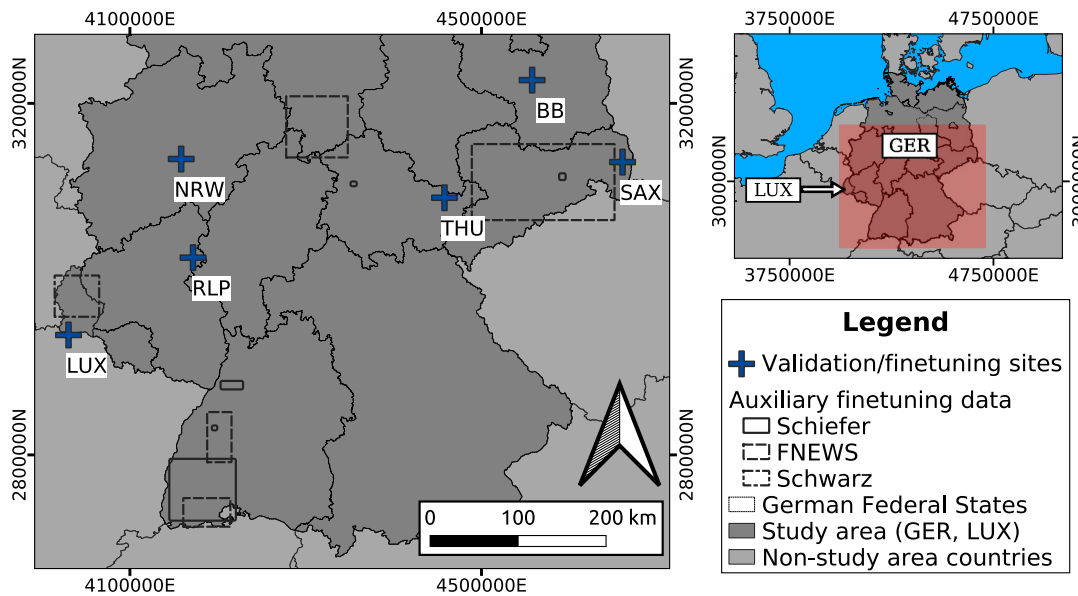 4100000E
4500000E
3200000N
3200000N
2800000N
2800000N
BB
NRW
SAX
THU
RLP
LUX
0 100 200 km
4100000E
4500000E
3750000E
4750000E
3000000N
3000000N
GER
LUX
3750000E
4750000E
Legend
Validation/finetuning sites
Auxiliary finetuning data
Schiefer
FNEWS
Schwarz
German Federal States
Study area (GER, LUX)
Non-study area countries